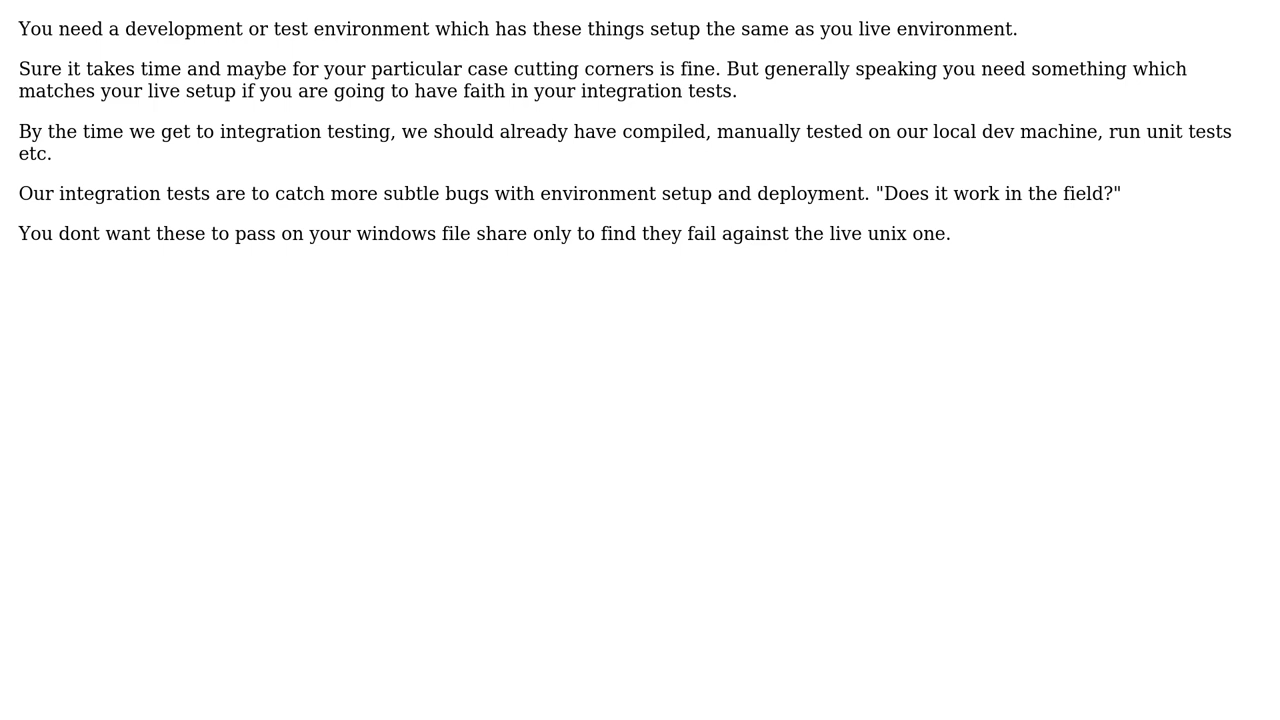 You need a development or test environment which has these things setup the same as you live environment.
Sure it takes time and maybe for your particular case cutting corners is fine. But generally speaking you need something which
matches your live setup if you are going to have faith in your integration tests.
By the time we get to integration testing, we should already have compiled, manually tested on our local dev machine, run unit tests
etc.
Our integration tests are to catch more subtle bugs with environment setup and deployment. "Does it work in the field?"
You dont want these to pass on your windows file share only to find they fail against the live unix one.